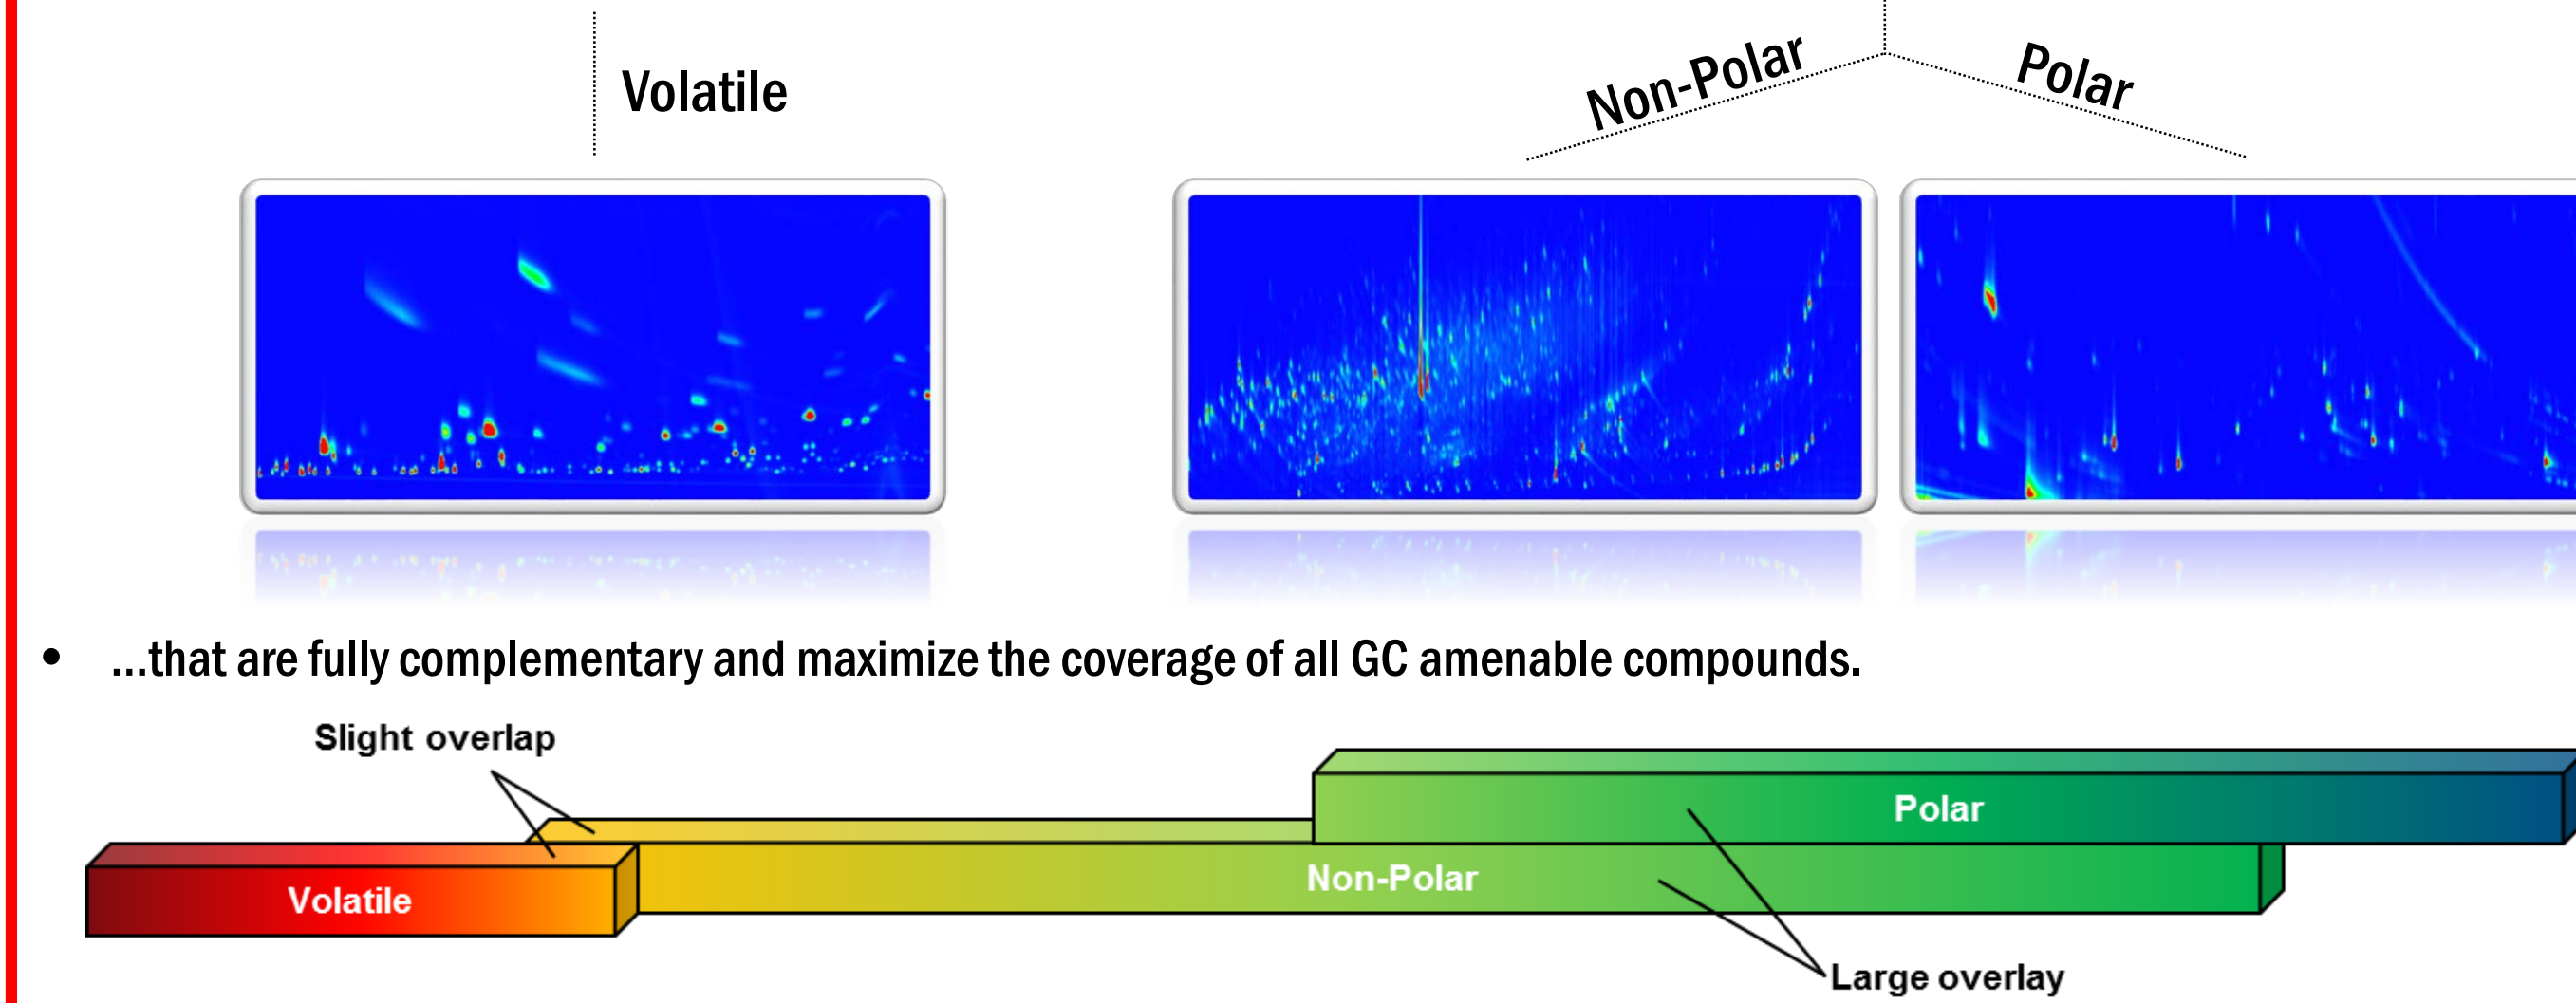 Volatile
Non-Polar
Polar
• ...that are fully complementary and maximize the coverage of all GC amenable compounds.
Slight overlap
Polar
Non-Polar
Volatile
Large overlay